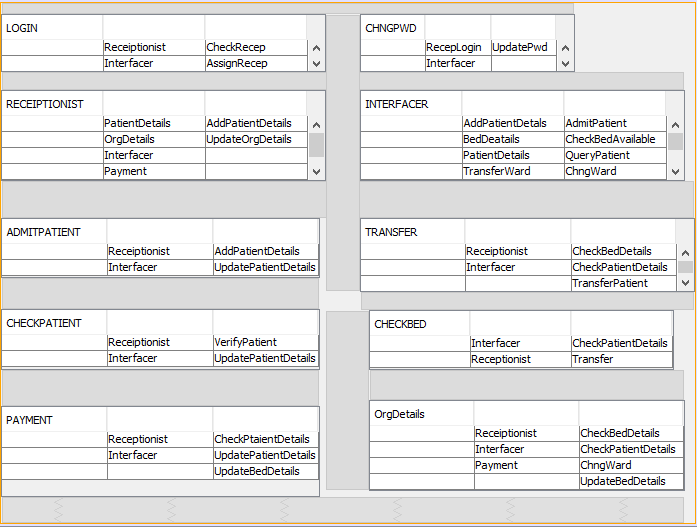 LOGIN
Receiptionist CheckRecep
Interfacer AssignRecep
CHNGPWD
RecepLogin UpdatePwd
Interfacer
RECEIPTIONIST
PatientDetails AddPatientDetails
OrgDetails UpdateOrgDetails
Interfacer
Payment
INTERFACER
AddPatientDetals AdmitPatient
BedDeatails CheckBedAvailable
PatientDetails QueryPatient
TransferWard ChngWard
ADMITPATIENT
Receiptionist AddPatientDetails
Interfacer UpdatePatientDetails
TRANSFER
Receiptionist CheckBedDetails
Interfacer CheckPatientDetails
TransferPatient
CHECKPATIENT
Receiptionist VerifyPatient
Interfacer UpdatePatientDetails
CHECKBED
Interfacer CheckPatientDetails
Receptionist Transfer
PAYMENT
Receptionist CheckPtaientDetails
Interfacer UpdatePatientDetails
UpdateBedDetails
OrgDetails
Receiptionist CheckBedDetails
Interfacer CheckPatientDetails
Payment ChngWard
UpdateBedDetails